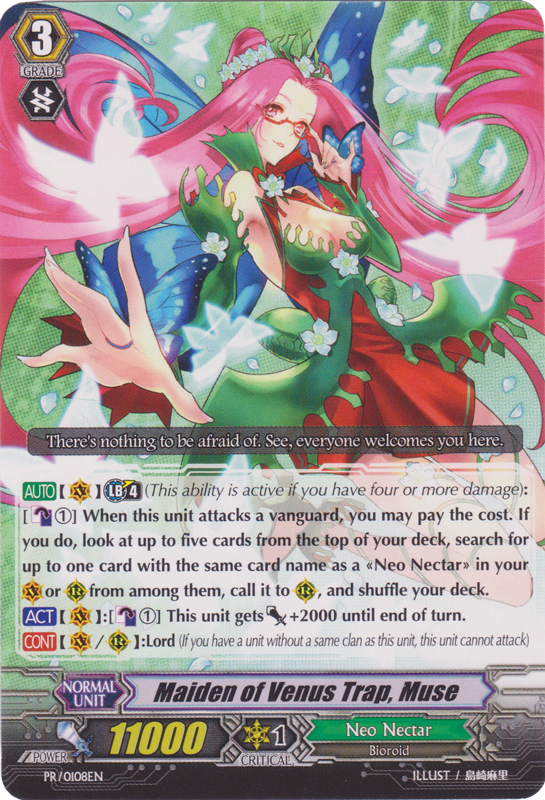 3
GRADE
There's nothing to be afraid of. See, everyone welcomes you here.
AUTO【V】LB4 (This ability is active if you have four or more damage):
[①] When this unit attacks a vanguard, you may pay the cost. If
you do, look at up to five cards from the top of your deck, search for
up to one card with the same card name as a «Neo Nectar» in your
V or R from among them, call it to R, and shuffle your deck.
ACT【V】:[①] This unit gets +2000 until end of turn.
CONT【V / R】:Lord (If you have a unit without a same clan as this unit, this unit cannot attack)
NORMAL
UNIT
Maiden of Venus Trap, Muse
POWER
11000
1
CRITICAL
Neo Nectar
Bioroid
PR/0108EN
ILLUST / 島崎麻里